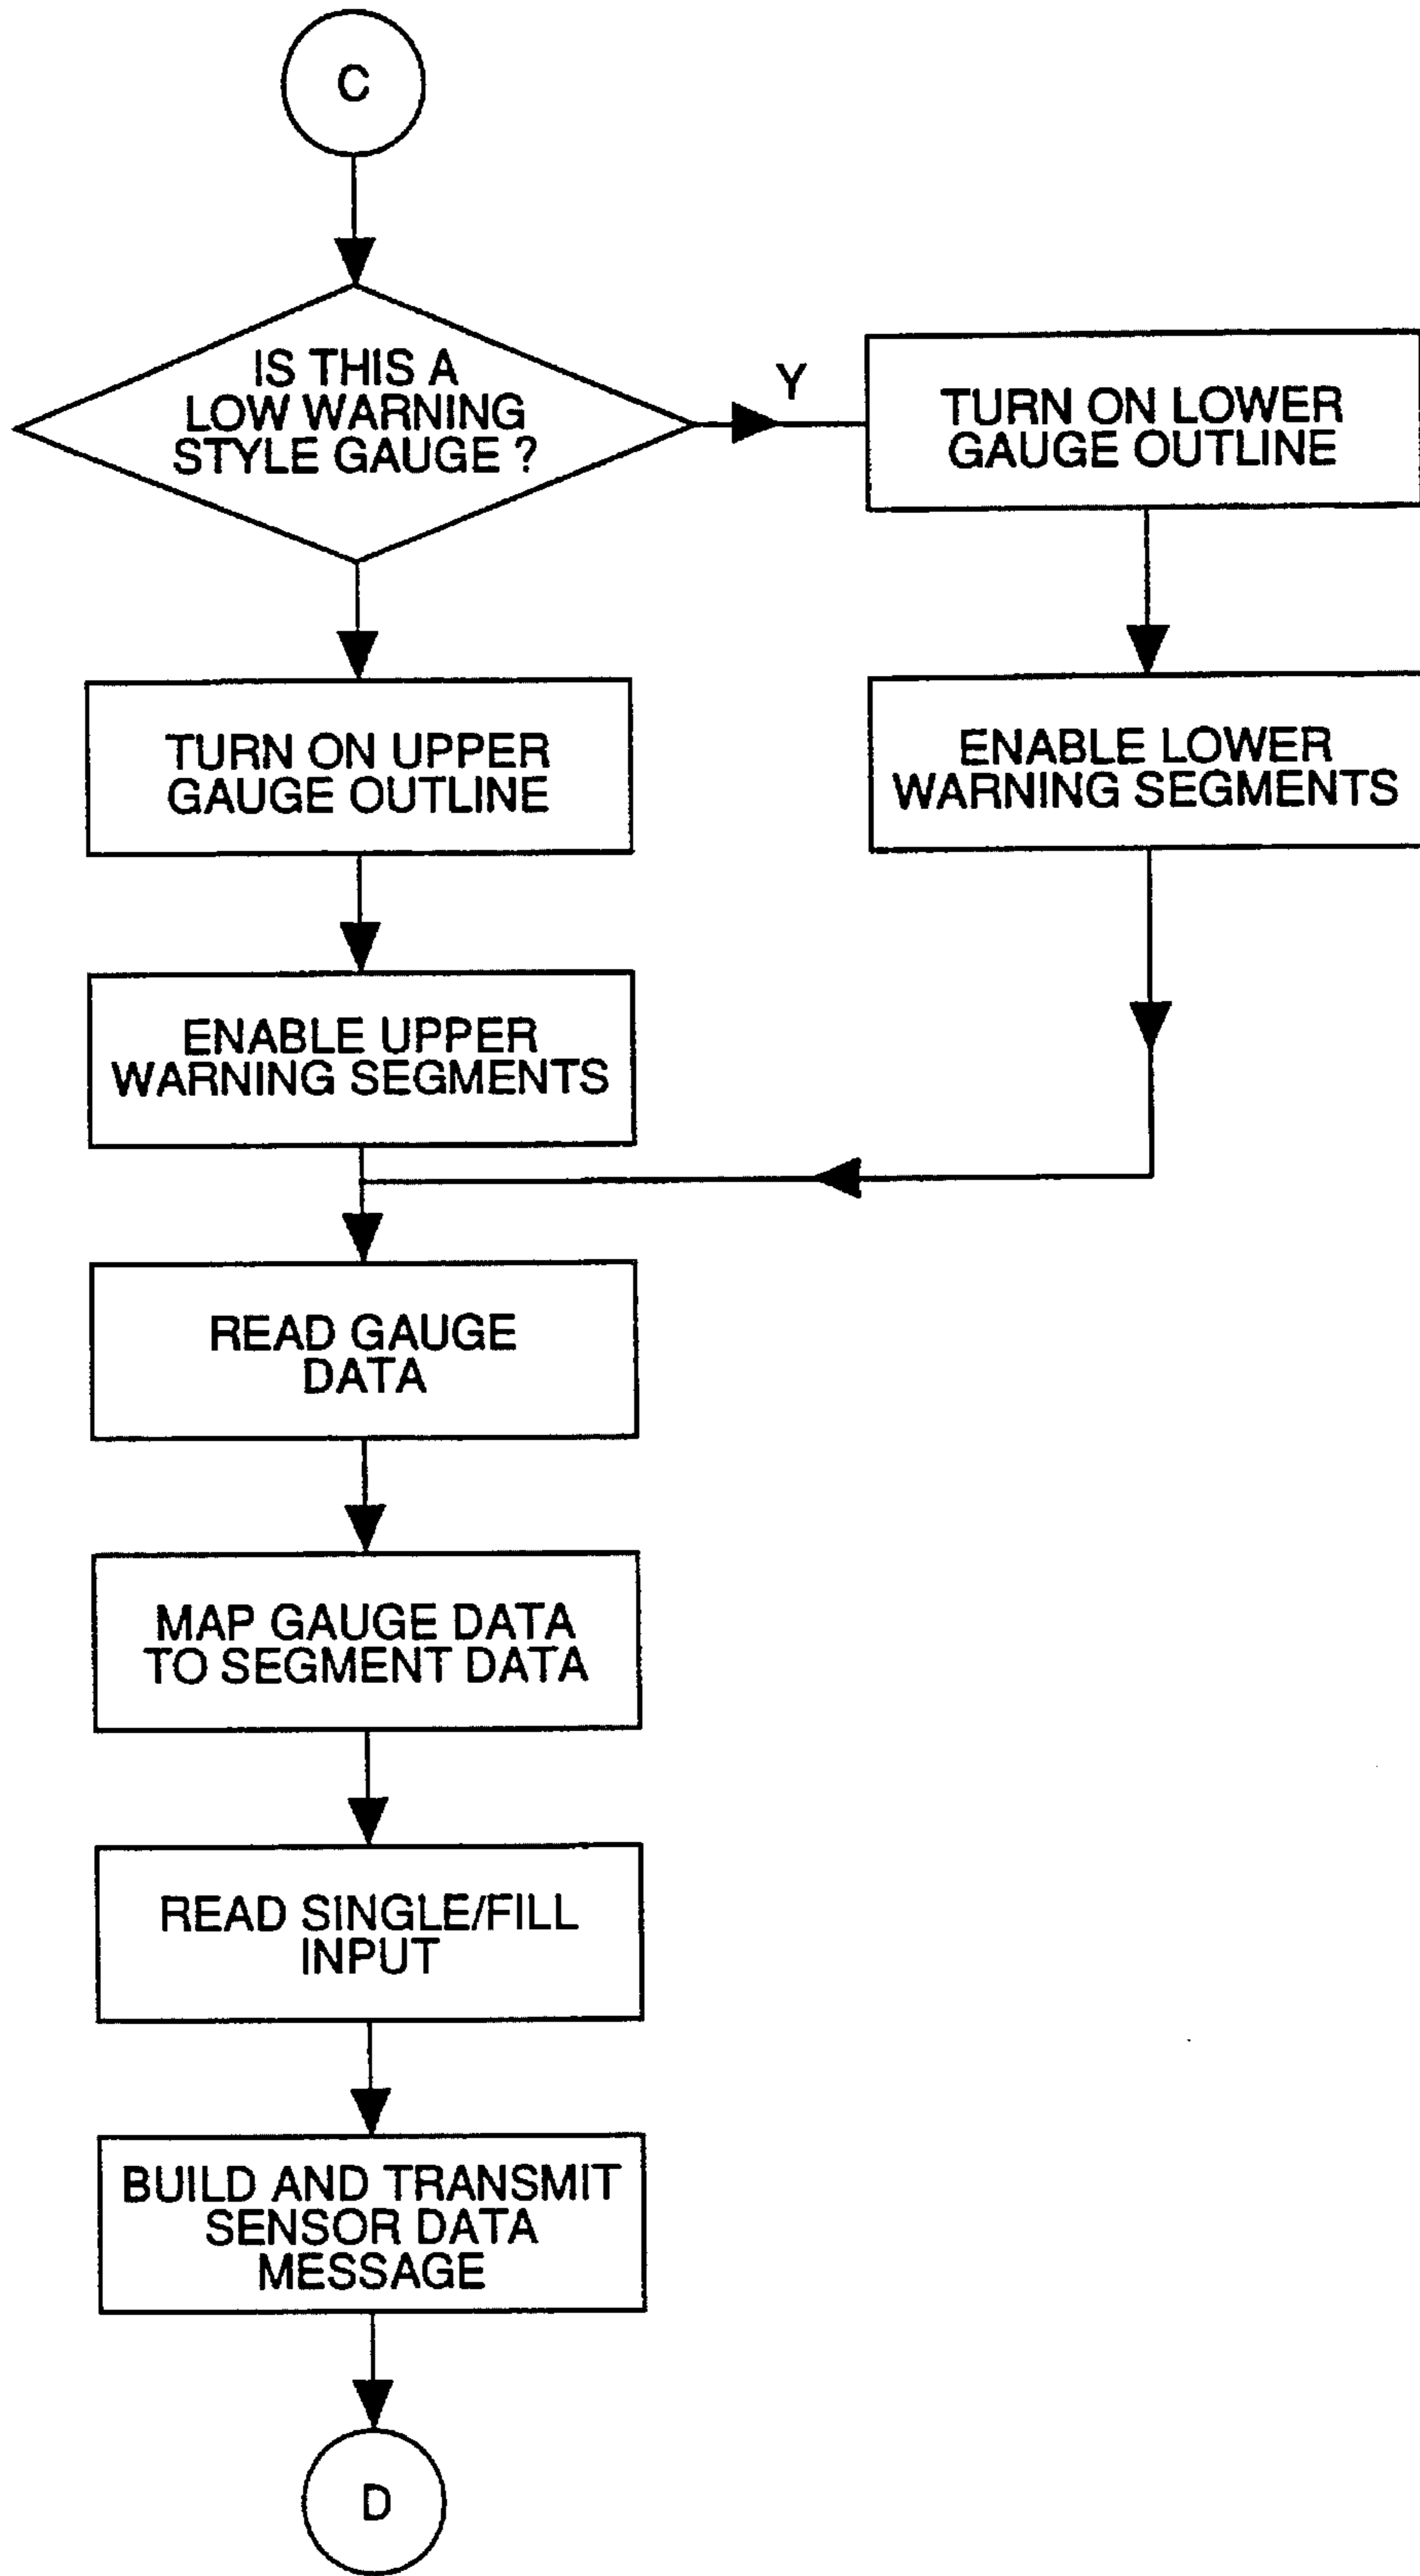 C
IS THIS A
LOW WARNING
STYLE GAUGE ?
Y
TURN ON LOWER
GAUGE OUTLINE
TURN ON UPPER
GAUGE OUTLINE
ENABLE LOWER
WARNING SEGMENTS
ENABLE UPPER
WARNING SEGMENTS
READ GAUGE
DATA
MAP GAUGE DATA
TO SEGMENT DATA
READ SINGLE/FILL
INPUT
BUILD AND TRANSMIT
SENSOR DATA
MESSAGE
D